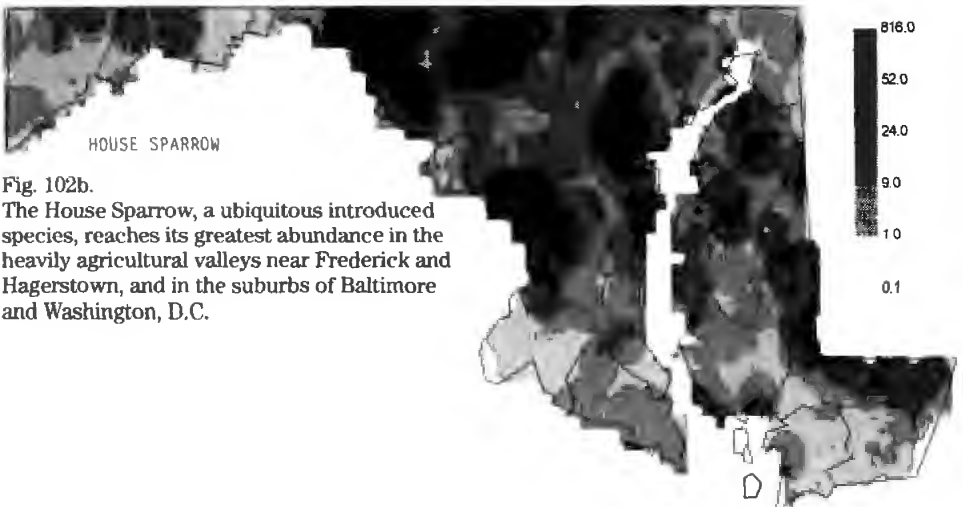 816.0
52.0
24.0
9.0
1 0
0.1
HOUSE SPARROW
Fig. 102b.
The House Sparrow, a ubiquitous introduced
species, reaches its greatest abundance in the
heavily agricultural valleys near Frederick and
Hagerstown, and in the suburbs of Baltimore
and Washington, D.C.